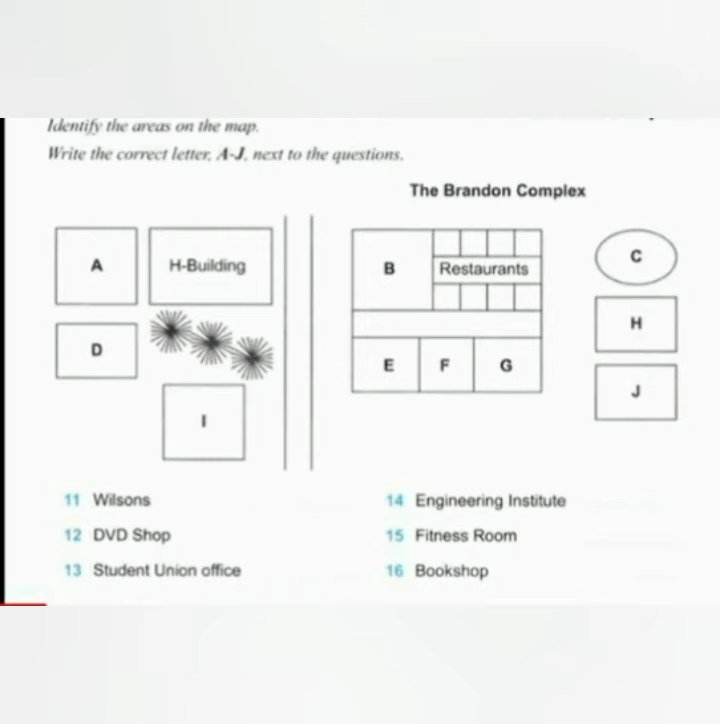 Identify the areas on the map.
Write the correct letter, A-J, next to the questions.
The Brandon Complex
A
H-Building
B
Restaurants
C
D
H
E
F
G
I
J
11 Wilsons
12 DVD Shop
13 Student Union office
14 Engineering Institute
15 Fitness Room
16 Bookshop